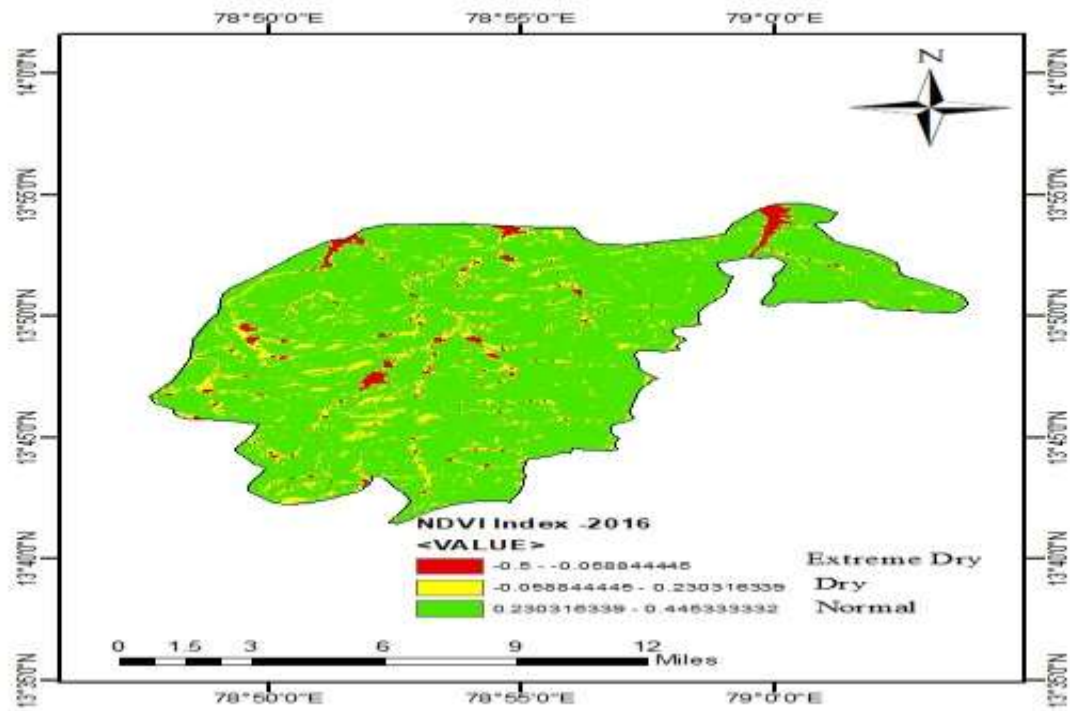 78°50'0"E 78°55'0"E 79°0'0"E
N
14°0'0"N 14°0'0"N
13°55'0"N 13°55'0"N
13°50'0"N 13°50'0"N
13°45'0"N 13°45'0"N
13°40'0"N 13°40'0"N
13°35'0"N 13°35'0"N
NDVI Index -2016
<VALUE>
-0.5 - -0.058844445 Extreme Dry
-0.058844445 - 0.230316339 Dry
0.230316339 - 0.445333332 Normal
0 1.5 3 6 9 12
Miles
78°50'0"E 78°55'0"E 79°0'0"E